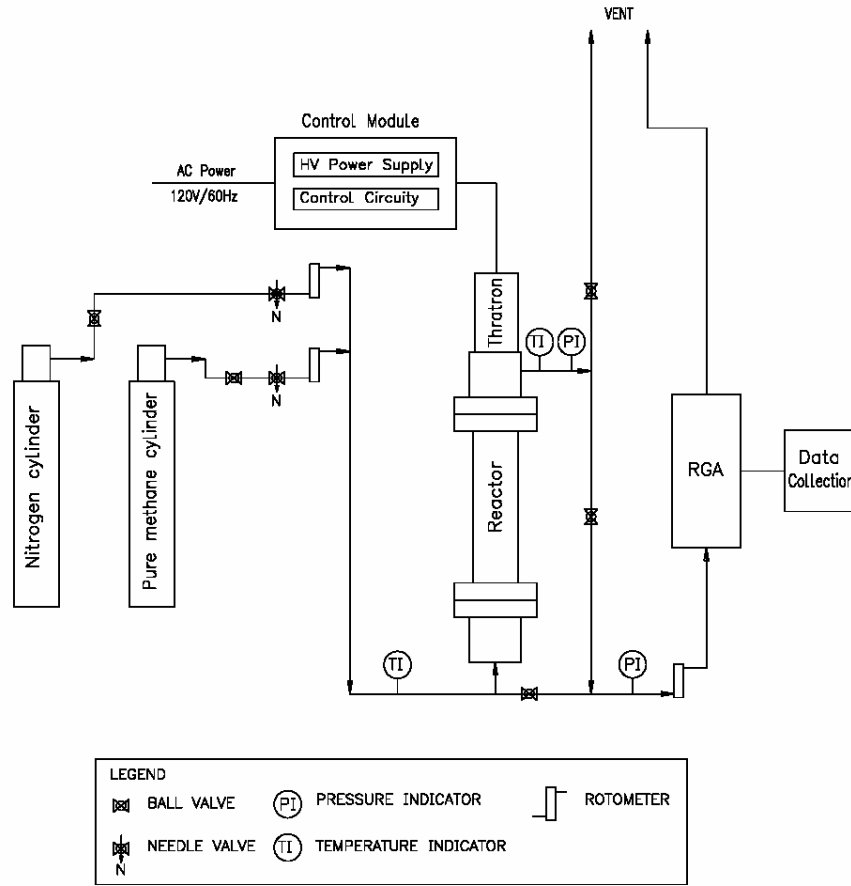 VENT
Control Module
HV Power Supply
Control Circuity
AC Power
120V/60Hz
N
N
Thratron
TI
PI
Nitrogen cylinder
Pure methane cylinder
Reactor
RGA
Data
Collection
TI
PI
LEGEND
BALL VALVE
PI PRESSURE INDICATOR
ROTOMETER
NEEDLE VALVE
N
TI TEMPERATURE INDICATOR